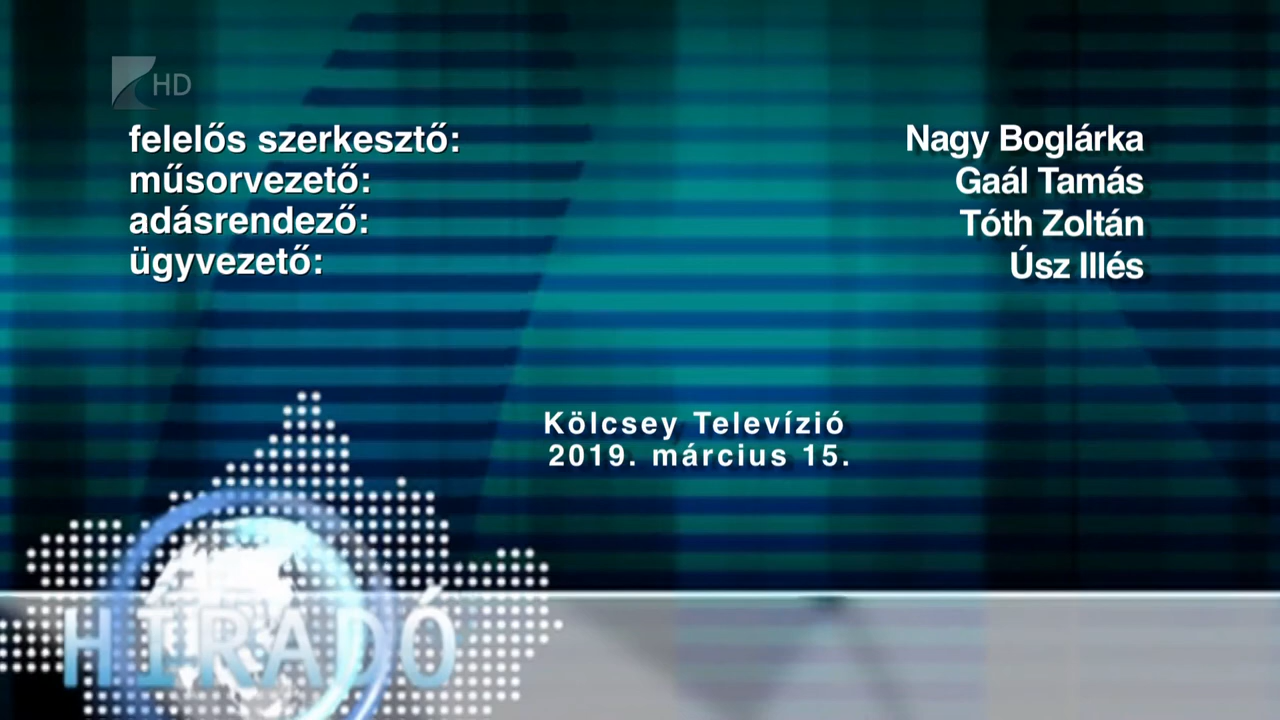 HD
felelős szerkesztő: Nagy Boglárka
műsorvezető: Gaál Tamás
adásrendező: Tóth Zoltán
ügyvezető: Úsz Illés
Kölcsey Televízió
2019. március 15.
HÍRADÓ